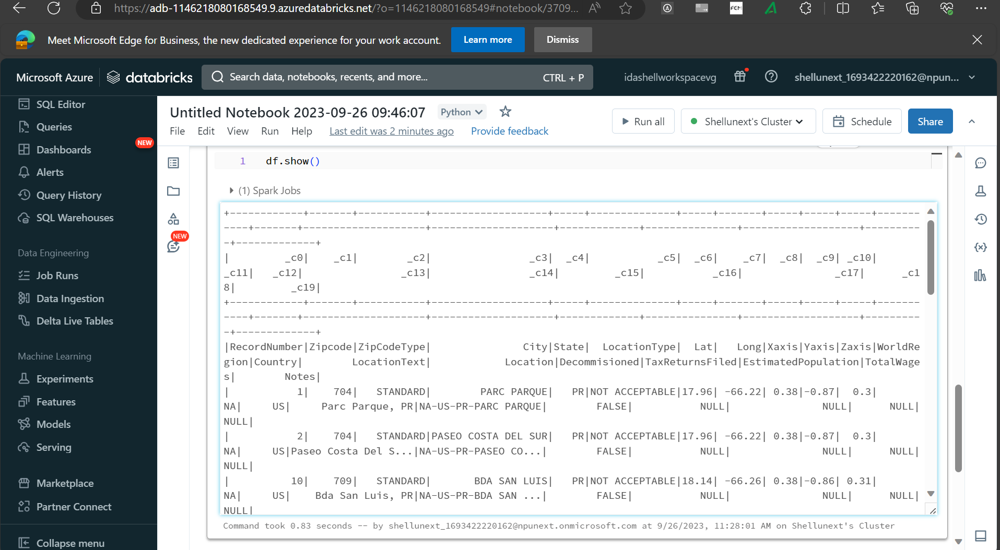 https://adb-1146218080168549.9.azuredatabricks.net/?o=1146218080168549#notebook/3709...
Meet Microsoft Edge for Business, the new dedicated experience for your work account.
Learn more
Dismiss
Microsoft Azure
databricks
Search data, notebooks, recents, and more...
CTRL + P
idashellworkspacevg
shellunext_1693422220162@npun...
SQL Editor
Queries
Dashboards
NEW
Alerts
Query History
SQL Warehouses
Data Engineering
Job Runs
Data Ingestion
Delta Live Tables
Machine Learning
Experiments
Features
Models
Serving
Marketplace
Partner Connect
Collapse menu
Untitled Notebook 2023-09-26 09:46:07
Python
File Edit View Run Help Last edit was 2 minutes ago Provide feedback
Run all
Shellunext's Cluster
Schedule
Share
NEW
1 df.show()
(1) Spark Jobs
+------------+-------+-----------+-------------------+-----+--------------+-----+-------+-----+-----+-----+-------
----+-------+--------------------+--------------------+-------------+---------------+-------------------+---------
-+-------------+
|         _c0|    _c1|        _c2|                _c3|  _c4|           _c5|  _c6|    _c7|  _c8|  _c9| _c10|
_c11|   _c12|                _c13|                _c14|         _c15|           _c16|               _c17|      _c1
8|         _c19|
+------------+-------+-----------+-------------------+-----+--------------+-----+-------+-----+-----+-----+-------
----+-------+--------------------+--------------------+-------------+---------------+-------------------+---------
-+-------------+
|RecordNumber|Zipcode|ZipCodeType|               City|State|  LocationType|  Lat|   Long|Xaxis|Yaxis|Zaxis|WorldRe
gion|Country|        LocationText|            Location|Decommisioned|TaxReturnsFiled|EstimatedPopulation|TotalWage
s|        Notes|
|           1|    704|   STANDARD|        PARC PARQUE|   PR|NOT ACCEPTABLE|17.96| -66.22| 0.38|-0.87|  0.3|
NA|     US|     Parc Parque, PR|NA-US-PR-PARC PARQUE|        FALSE|           NULL|               NULL|      NULL|
NULL|
|           2|    704|   STANDARD|PASEO COSTA DEL SUR|   PR|NOT ACCEPTABLE|17.96| -66.22| 0.38|-0.87|  0.3|
NA|     US|Paseo Costa Del S...|NA-US-PR-PASEO CO...|        FALSE|           NULL|               NULL|      NULL|
NULL|
|          10|    709|   STANDARD|       BDA SAN LUIS|   PR|NOT ACCEPTABLE|18.14| -66.26| 0.38|-0.86| 0.31|
NA|     US|    Bda San Luis, PR|NA-US-PR-BDA SAN ...|        FALSE|           NULL|               NULL|      NULL|
NULL|
Command took 0.83 seconds -- by shellunext_1693422220162@npunext.onmicrosoft.com at 9/26/2023, 11:28:01 AM on Shellunext's Cluster